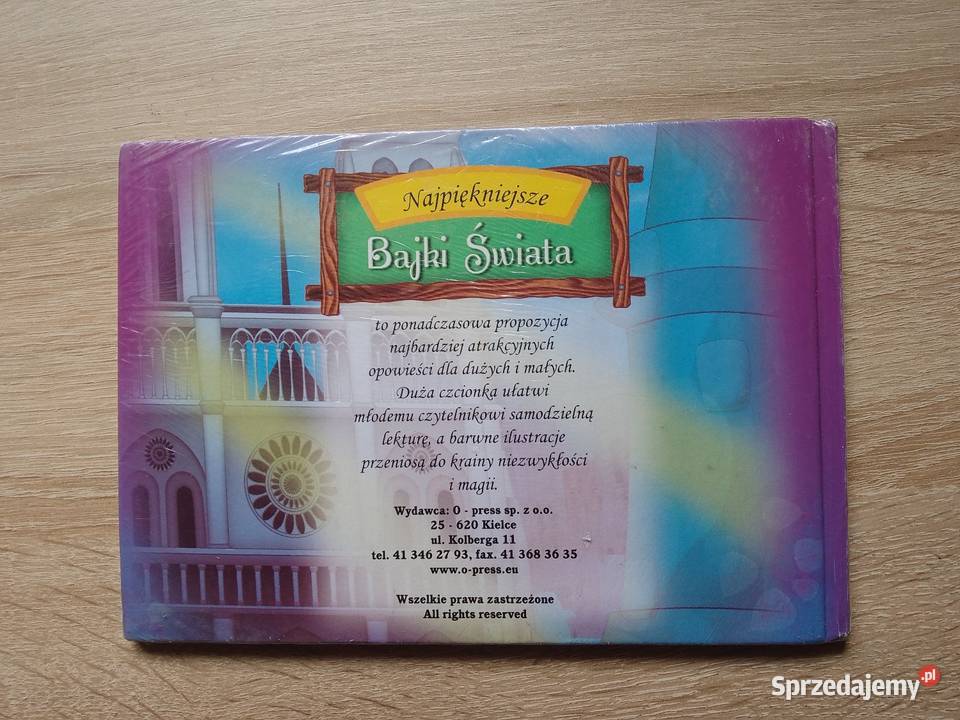 Najpiękniejsze
Bajki Świata
to ponadczasowa propozycja
najbardziej atrakcyjnych
opowieści dla dużych i małych.
Duża czcionka ułatwi
młodemu czytelnikowi samodzielną
lekturę, a barwne ilustracje
przeniosą do krainy niezwykłości
i magii.
Wydawca: O - press sp. z o.o.
25 - 620 Kielce
ul. Kolberga 11
tel. 41 346 27 93, fax. 41 368 36 35
www.o-press.eu
Wszelkie prawa zastrzeżone
All rights reserved
Sprzedajemy.pl